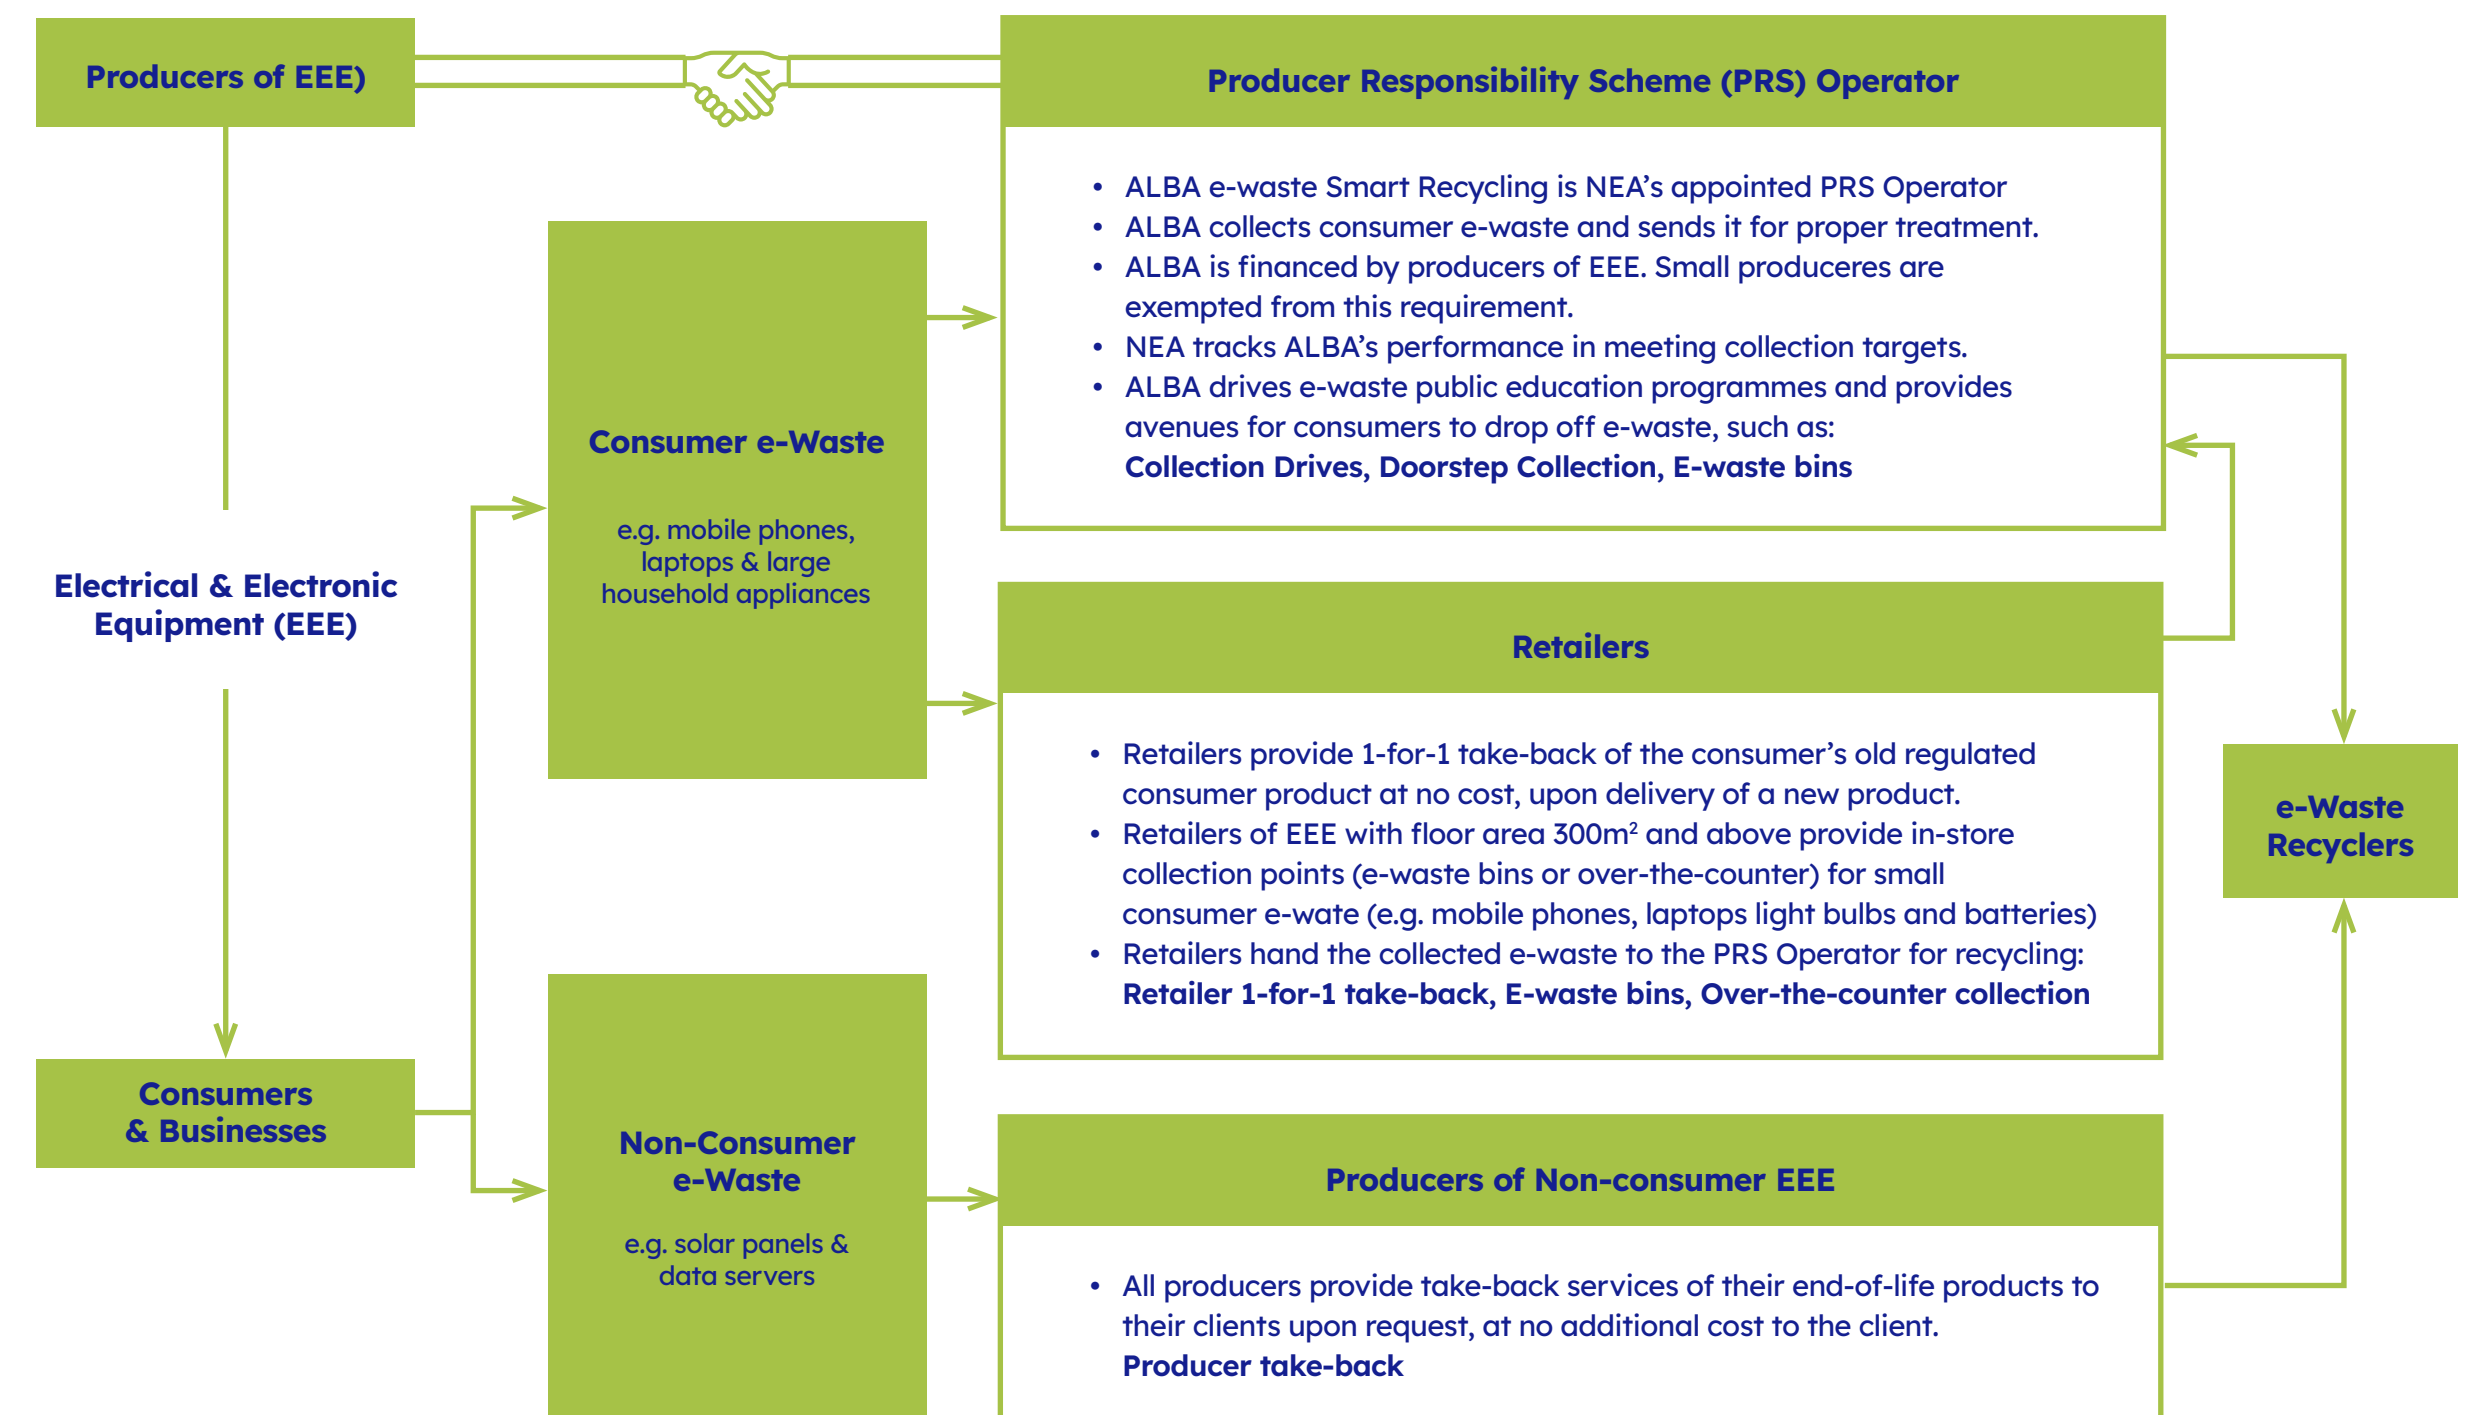 Producers of EEE)
Producer Responsibility Scheme (PRS) Operator
• ALBA e-waste Smart Recycling is NEA’s appointed PRS Operator
• ALBA collects consumer e-waste and sends it for proper treatment.
• ALBA is financed by producers of EEE. Small produceres are
exempted from this requirement.
• NEA tracks ALBA’s performance in meeting collection targets.
• ALBA drives e-waste public education programmes and provides
avenues for consumers to drop off e-waste, such as:
Collection Drives, Doorstep Collection, E-waste bins
Consumer e-Waste
e.g. mobile phones,
laptops & large
household appliances
Electrical & Electronic
Equipment (EEE)
Retailers
• Retailers provide 1-for-1 take-back of the consumer’s old regulated
consumer product at no cost, upon delivery of a new product.
• Retailers of EEE with floor area 300m² and above provide in-store
collection points (e-waste bins or over-the-counter) for small
consumer e-wate (e.g. mobile phones, laptops light bulbs and batteries)
• Retailers hand the collected e-waste to the PRS Operator for recycling:
Retailer 1-for-1 take-back, E-waste bins, Over-the-counter collection
e-Waste
Recyclers
Consumers
& Businesses
Non-Consumer
e-Waste
e.g. solar panels &
data servers
Producers of Non-consumer EEE
• All producers provide take-back services of their end-of-life products to
their clients upon request, at no additional cost to the client.
Producer take-back